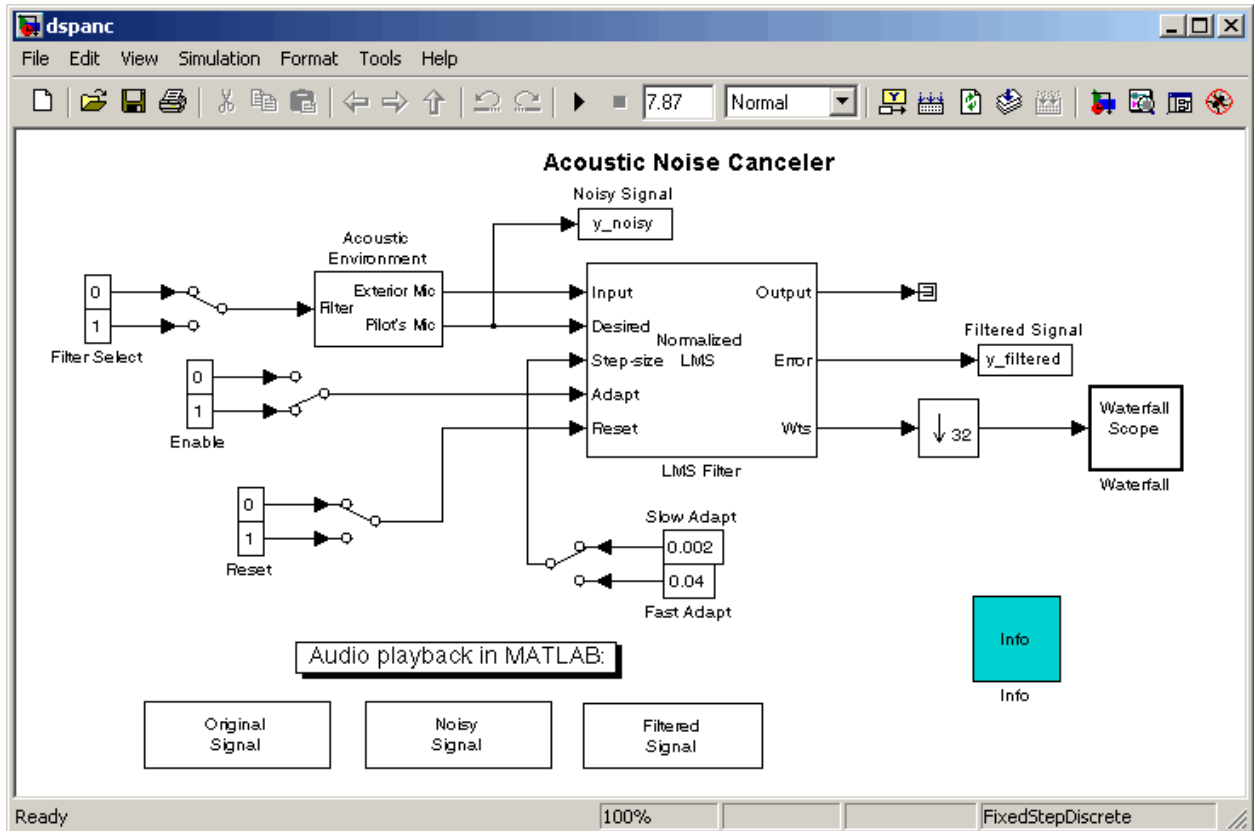 dspanc
File Edit View Simulation Format Tools Help
7.87 Normal
Acoustic Noise Canceler
Noisy Signal
y_noisy
Acoustic
Environment
Filter
Exterior Mic
Pilot's Mic
0
1
Filter Select
0
1
Enable
0
1
Reset
Input
Desired
Step-size
Adapt
Reset
Normalized
LMS
Output
Error
Wts
LMS Filter
Filtered Signal
y_filtered
32
Waterfall
Scope
Waterfall
Slow Adapt
0.002
0.04
Fast Adapt
Info
Info
Audio playback in MATLAB:
Original
Signal
Noisy
Signal
Filtered
Signal
Ready 100% FixedStepDiscrete